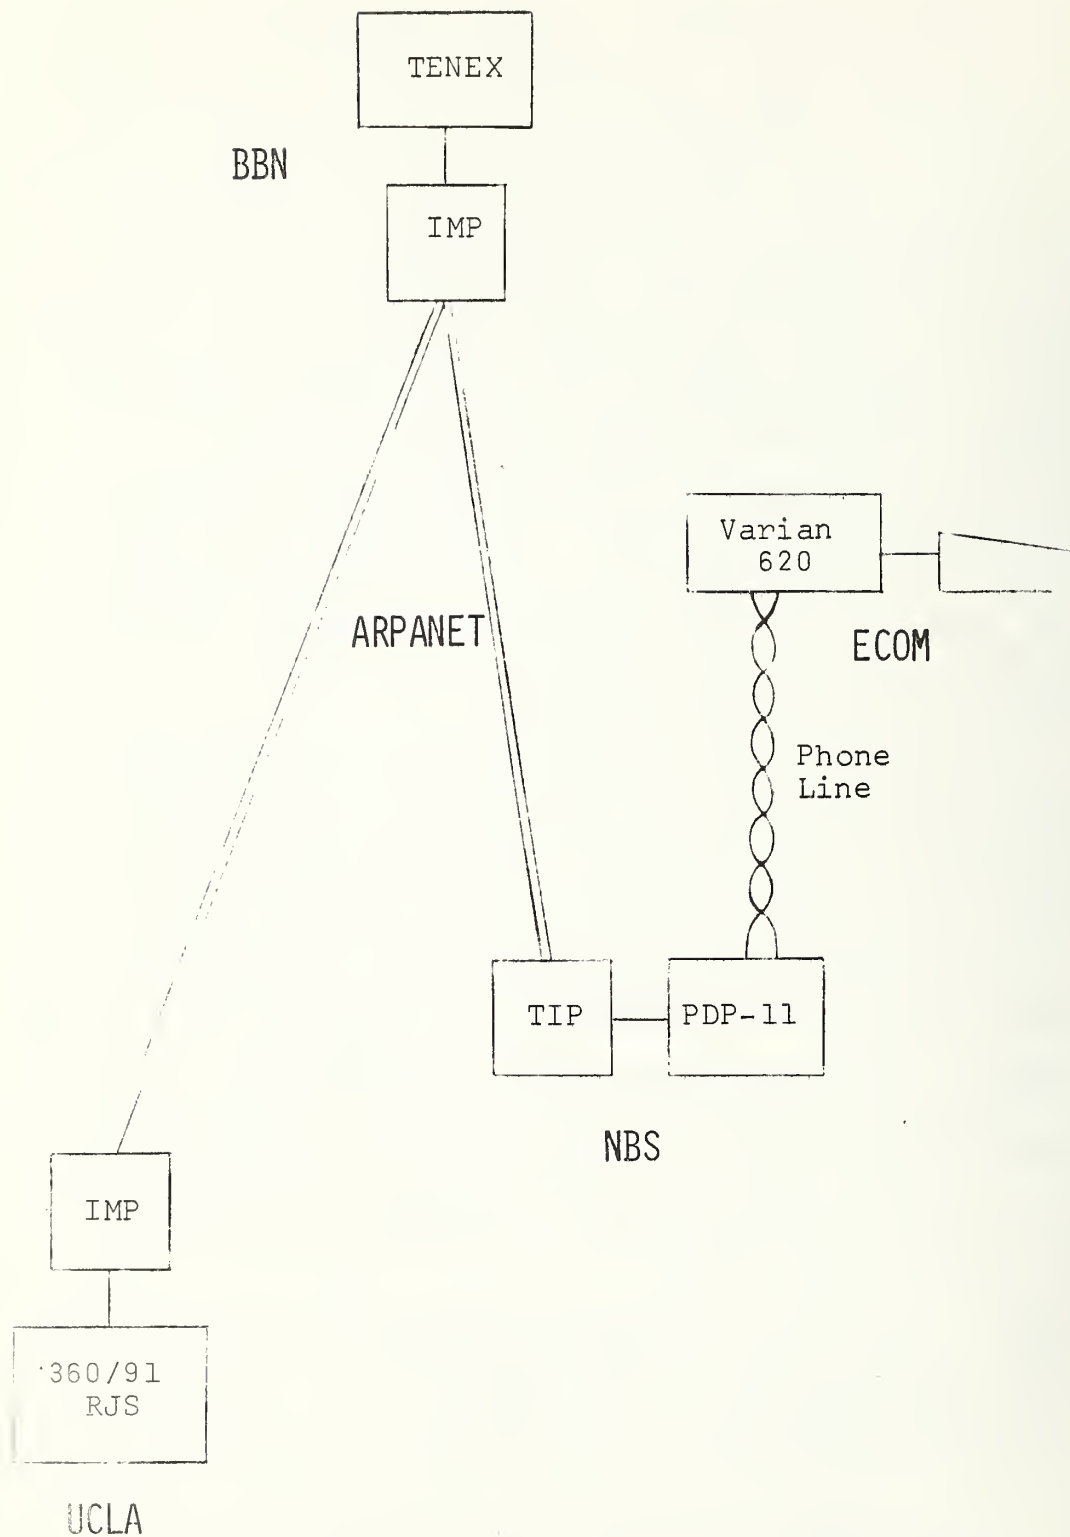 TENEX
BBN
IMP
Varian
620
ARPANET
ECOM
Phone
Line
TIP
PDP-11
NBS
IMP
360/91
RJS
UCLA